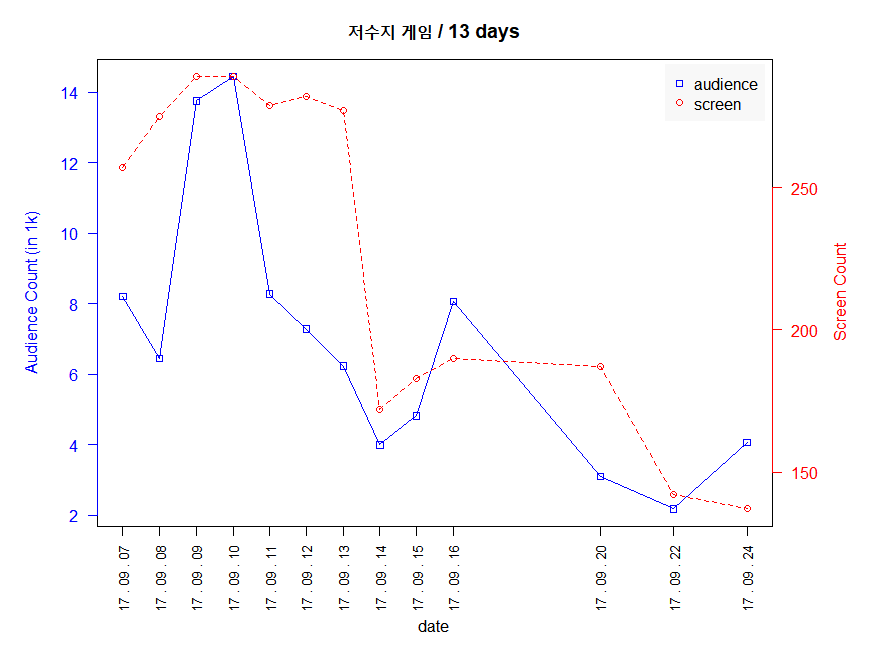 저수지 게임 / 13 days
audience
screen
14
12
10
8
6
4
2
Audience Count (in 1k)
250
200
150
Screen Count
17 . 09 . 07
17 . 09 . 08
17 . 09 . 09
17 . 09 . 10
17 . 09 . 11
17 . 09 . 12
17 . 09 . 13
17 . 09 . 14
17 . 09 . 15
17 . 09 . 16
17 . 09 . 20
17 . 09 . 22
17 . 09 . 24
date